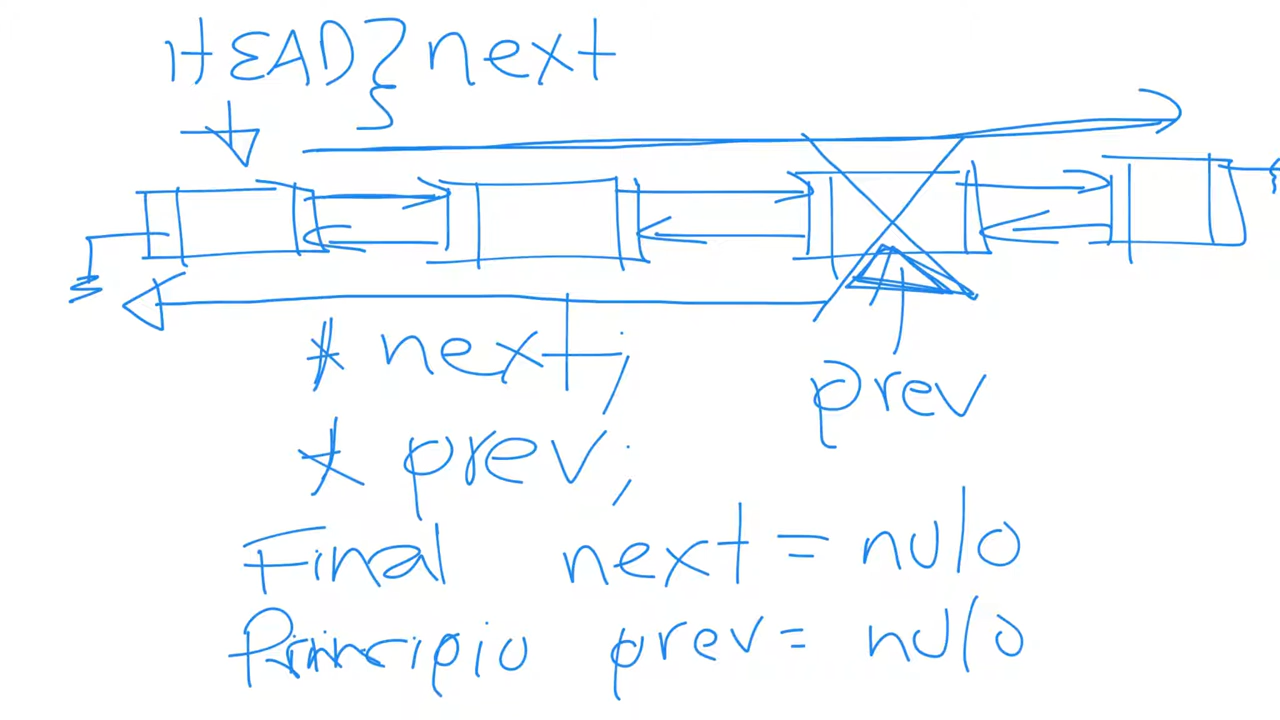 HEAD } next
* next;
prev
* prev;
Final next = nulo
Principio prev = nulo